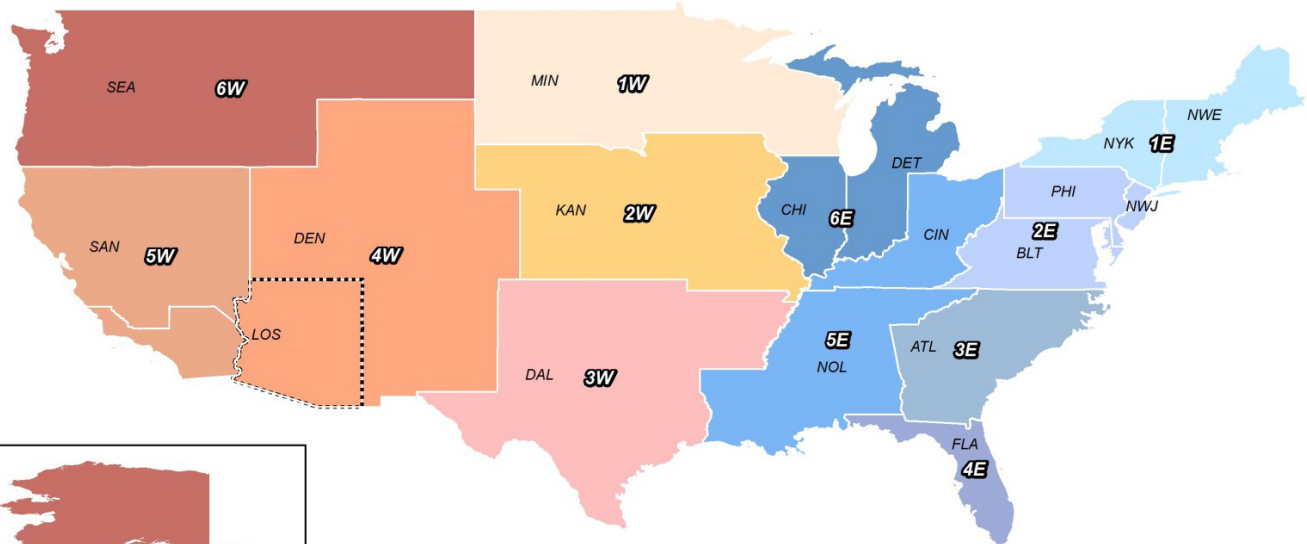 SEA 6W
MIN 1W
NWE
NYK 1E
DET
PHI
NWJ
KAN 2W
CHI 6E
CIN
2E
BLT
SAN 5W
DEN 4W
LOS
5E
NOL
ATL 3E
DAL 3W
FLA
4E